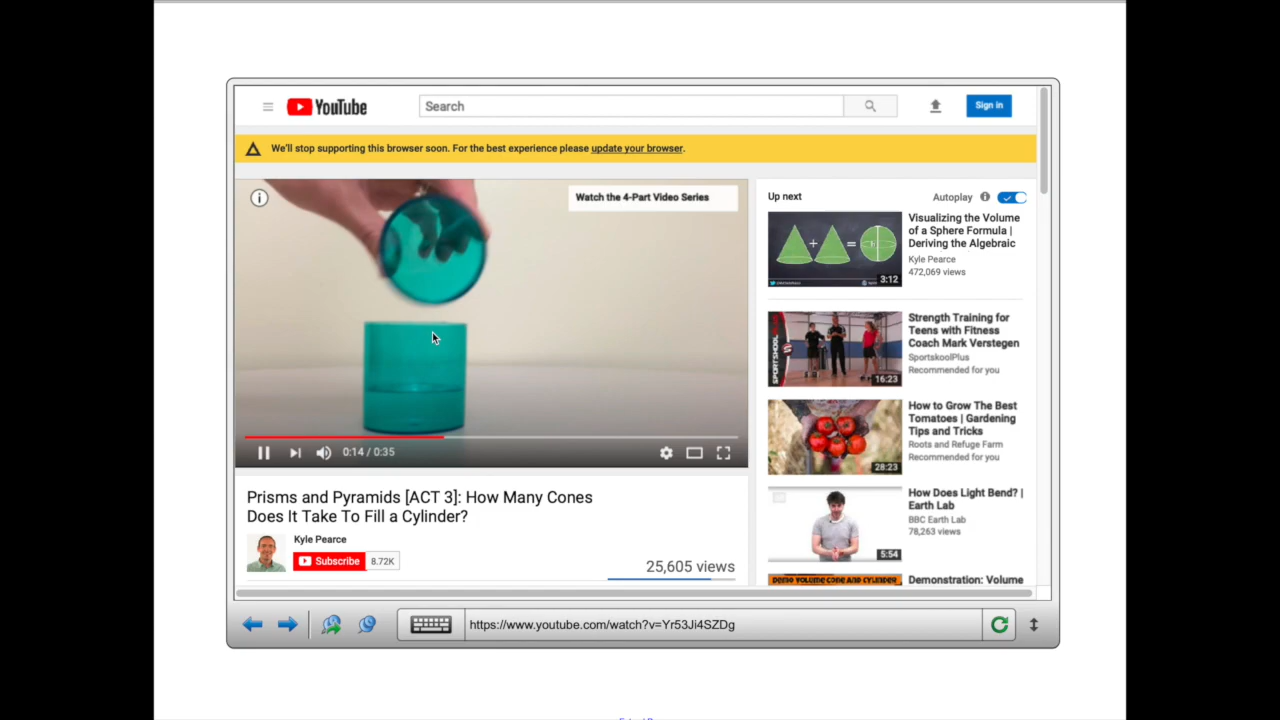 YouTube
Search
Sign in
We'll stop supporting this browser soon. For the best experience please update your browser.
Watch the 4-Part Video Series
0:14 / 0:35
Prisms and Pyramids [ACT 3]: How Many Cones
Does It Take To Fill a Cylinder?
Kyle Pearce
Subscribe 8.72K
25,605 views
Up next
Autoplay
3:12
Visualizing the Volume
of a Sphere Formula |
Deriving the Algebraic
Kyle Pearce
472,069 views
SPORTSKOOL
16:23
Strength Training for
Teens with Fitness
Coach Mark Verstegen
SportskoolPlus
Recommended for you
28:23
How to Grow The Best
Tomatoes | Gardening
Tips and Tricks
Roots and Refuge Farm
Recommended for you
5:54
How Does Light Bend? |
Earth Lab
BBC Earth Lab
78,263 views
DEMO VOLUME CONE AND CYLINDER
Demonstration: Volume
https://www.youtube.com/watch?v=Yr53Ji4SZDg